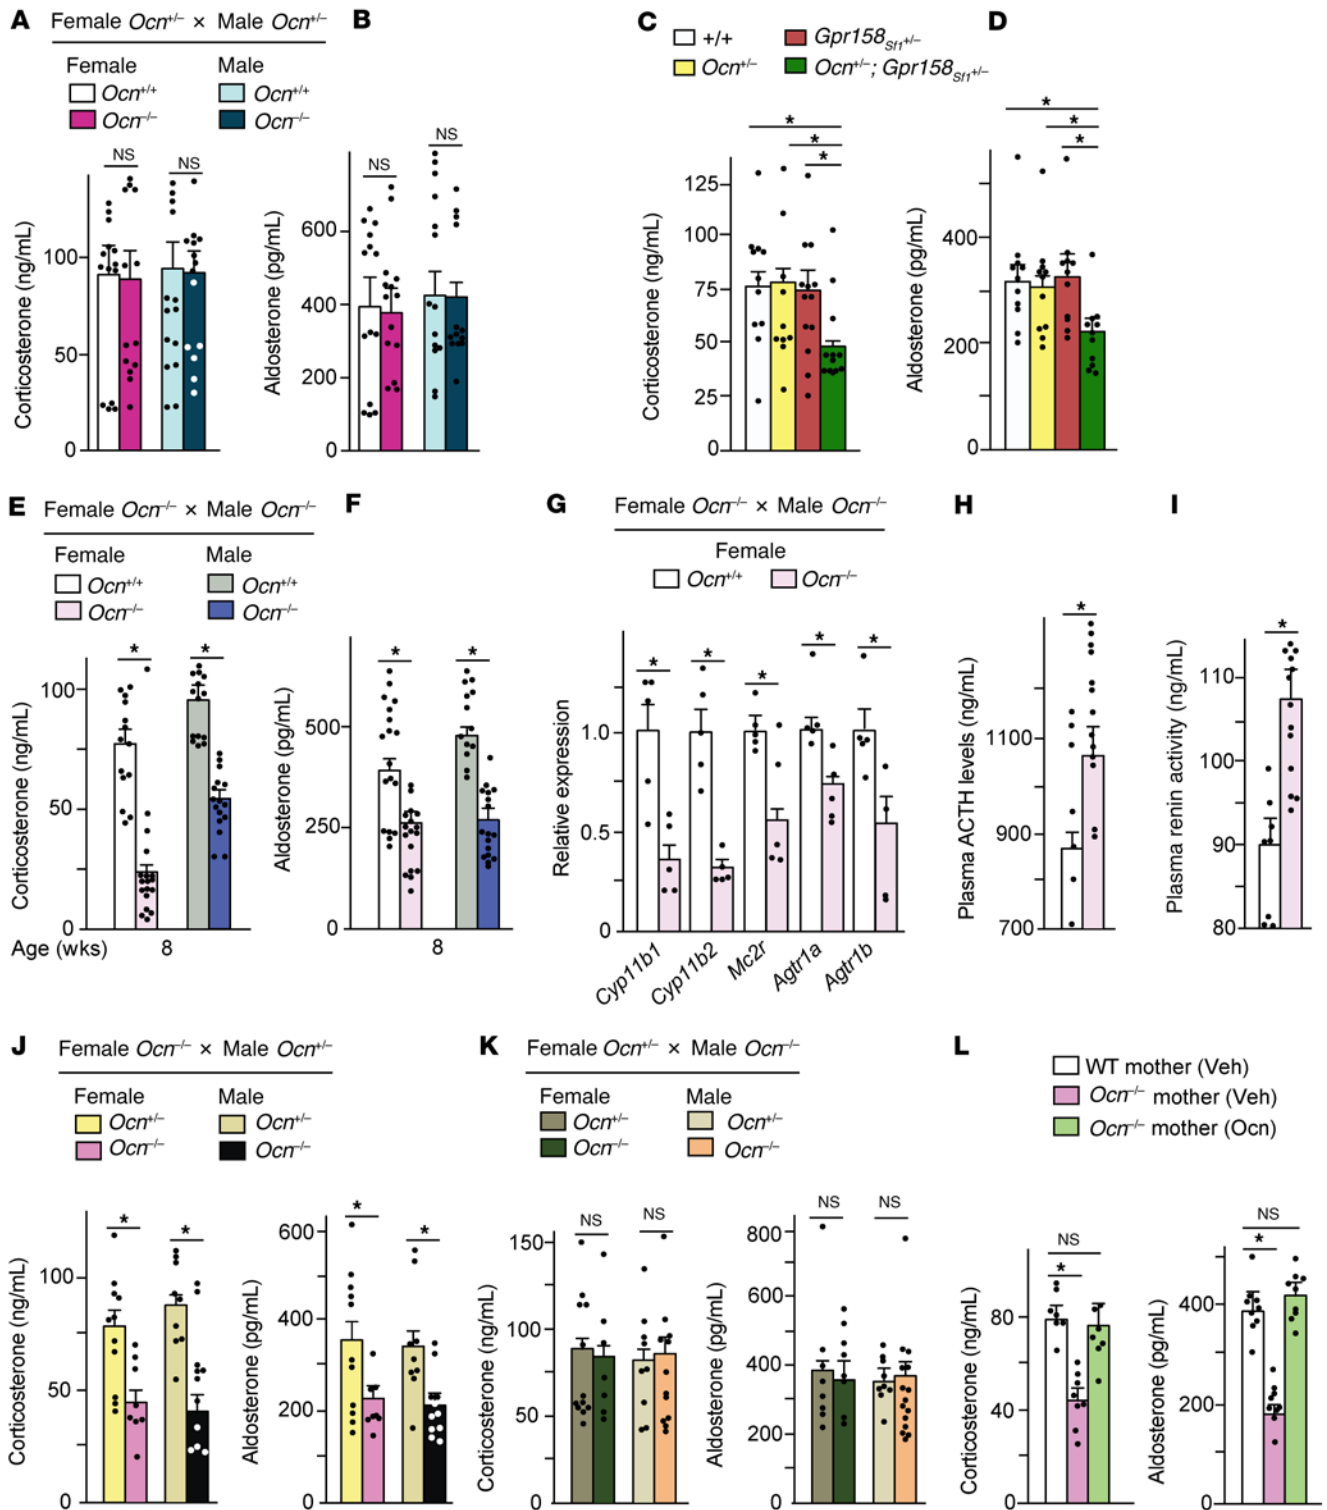 A
Female Ocn+/– × Male Ocn+/–
Female Male
Ocn+/+ Ocn+/+
Ocn–/– Ocn–/–
NS NS
Corticosterone (ng/mL)
100
50
0
B
NS NS
Aldosterone (pg/mL)
600
400
200
0
C
+/+ Gpr158Sf1+/–
Ocn+/– Ocn+/–; Gpr158Sf1+/–
* * *
Corticosterone (ng/mL)
125
100
75
50
25
0
D
* * *
Aldosterone (pg/mL)
400
200
0
E
Female Ocn–/– × Male Ocn–/–
Female Male
Ocn+/+ Ocn+/+
Ocn–/– Ocn–/–
* *
Corticosterone (ng/mL)
100
50
0
Age (wks) 8
F
* *
Aldosterone (pg/mL)
500
250
0
8
G
Female Ocn–/– × Male Ocn–/–
Female
Ocn+/+ Ocn–/–
* * * * *
Relative expression
1.0
0.5
0
Cyp11b1 Cyp11b2 Mc2r Agtr1a Agtr1b
H
*
Plasma ACTH levels (ng/mL)
1100
900
700
I
*
Plasma renin activity (ng/mL)
110
100
90
80
J
Female Ocn–/– × Male Ocn+/–
Female Male
Ocn+/– Ocn+/–
Ocn–/– Ocn–/–
* *
Corticosterone (ng/mL)
100
50
0
* *
Aldosterone (pg/mL)
600
400
200
0
K
Female Ocn+/– × Male Ocn–/–
Female Male
Ocn+/– Ocn+/–
Ocn–/– Ocn–/–
NS NS
Corticosterone (ng/mL)
150
100
50
0
NS NS
Aldosterone (pg/mL)
800
600
400
200
0
L
WT mother (Veh)
Ocn–/– mother (Veh)
Ocn–/– mother (Ocn)
NS
*
Corticosterone (ng/mL)
80
40
0
NS
*
Aldosterone (pg/mL)
400
200
0